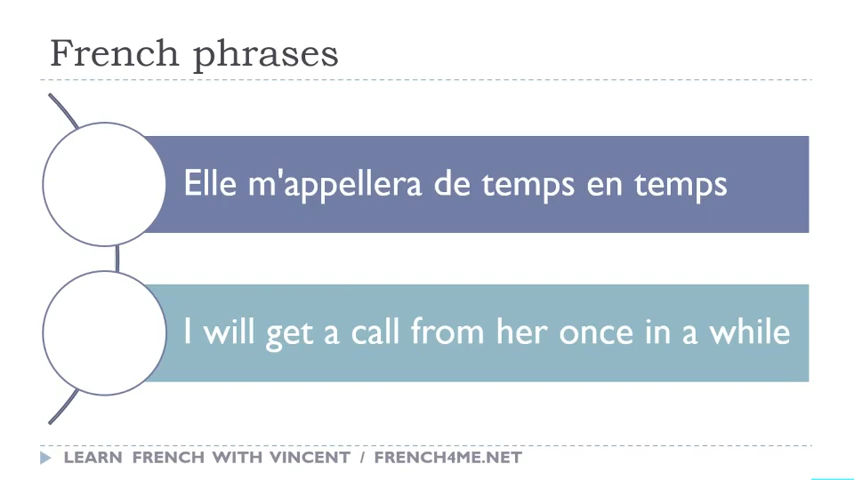 French phrases
Elle m'appellera de temps en temps
I will get a call from her once in a while
LEARN FRENCH WITH VINCENT / FRENCH4ME.NET